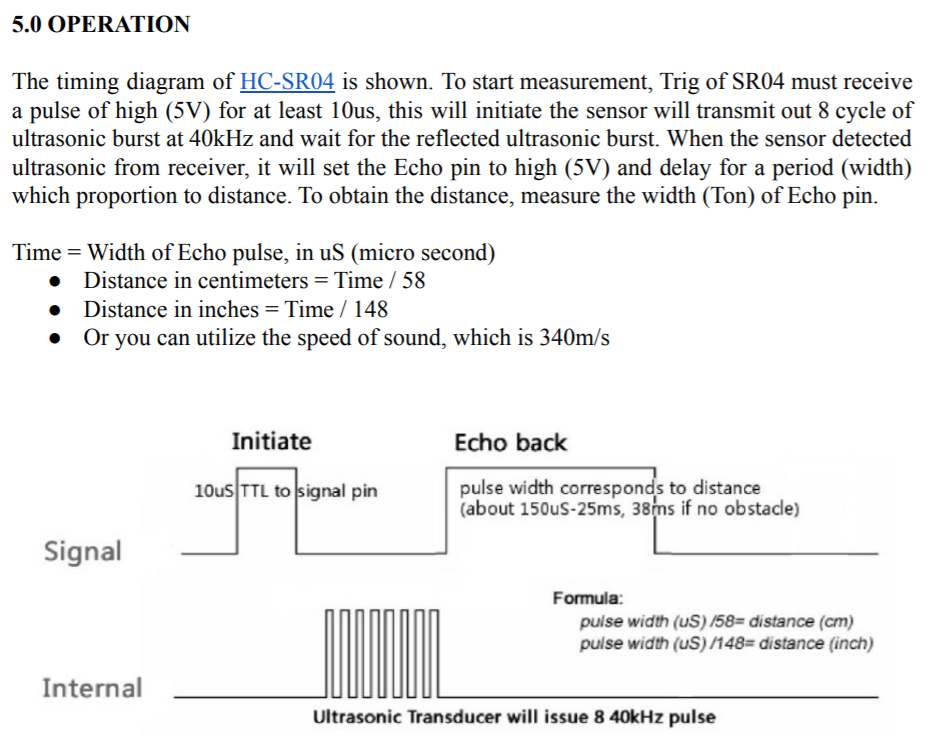 5.0 OPERATION
The timing diagram of HC-SR04 is shown. To start measurement, Trig of SR04 must receive
a pulse of high (5V) for at least 10us, this will initiate the sensor will transmit out 8 cycle of
ultrasonic burst at 40kHz and wait for the reflected ultrasonic burst. When the sensor detected
ultrasonic from receiver, it will set the Echo pin to high (5V) and delay for a period (width)
which proportion to distance. To obtain the distance, measure the width (Ton) of Echo pin.
Time = Width of Echo pulse, in uS (micro second)
● Distance in centimeters = Time / 58
● Distance in inches = Time / 148
● Or you can utilize the speed of sound, which is 340m/s
Initiate
Echo back
10uS TTL to signal pin
pulse width corresponds to distance
(about 150uS-25ms, 38ms if no obstacle)
Signal
Formula:
pulse width (uS) /58= distance (cm)
pulse width (uS) /148= distance (inch)
Internal
Ultrasonic Transducer will issue 8 40kHz pulse